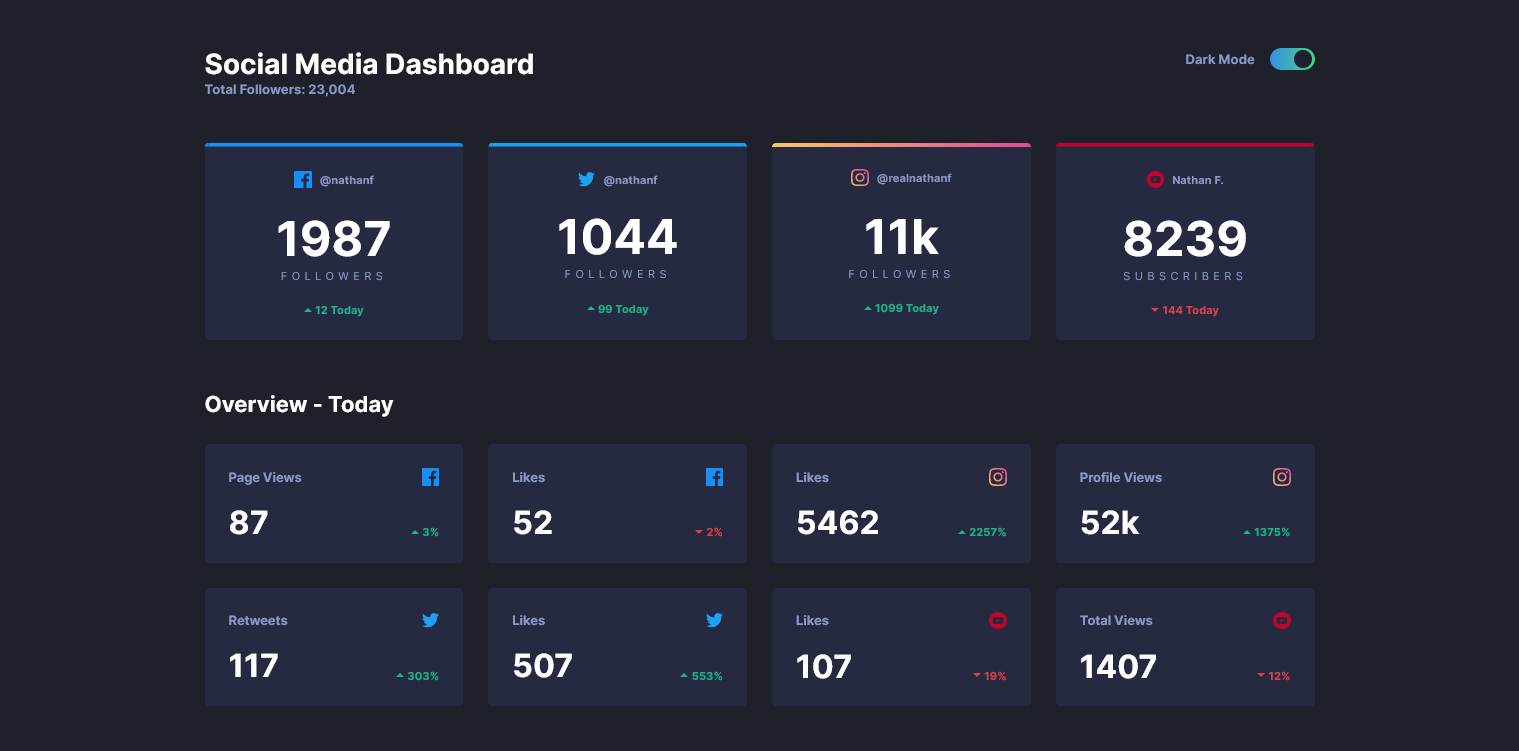 Social Media Dashboard
Total Followers: 23,004
Dark Mode
@nathanf
1987
FOLLOWERS
12 Today
@nathanf
1044
FOLLOWERS
99 Today
@realnathanf
11k
FOLLOWERS
1099 Today
Nathan F.
8239
SUBSCRIBERS
144 Today
Overview - Today
Page Views
87
3%
Likes
52
2%
Likes
5462
2257%
Profile Views
52k
1375%
Retweets
117
303%
Likes
507
553%
Likes
107
19%
Total Views
1407
12%